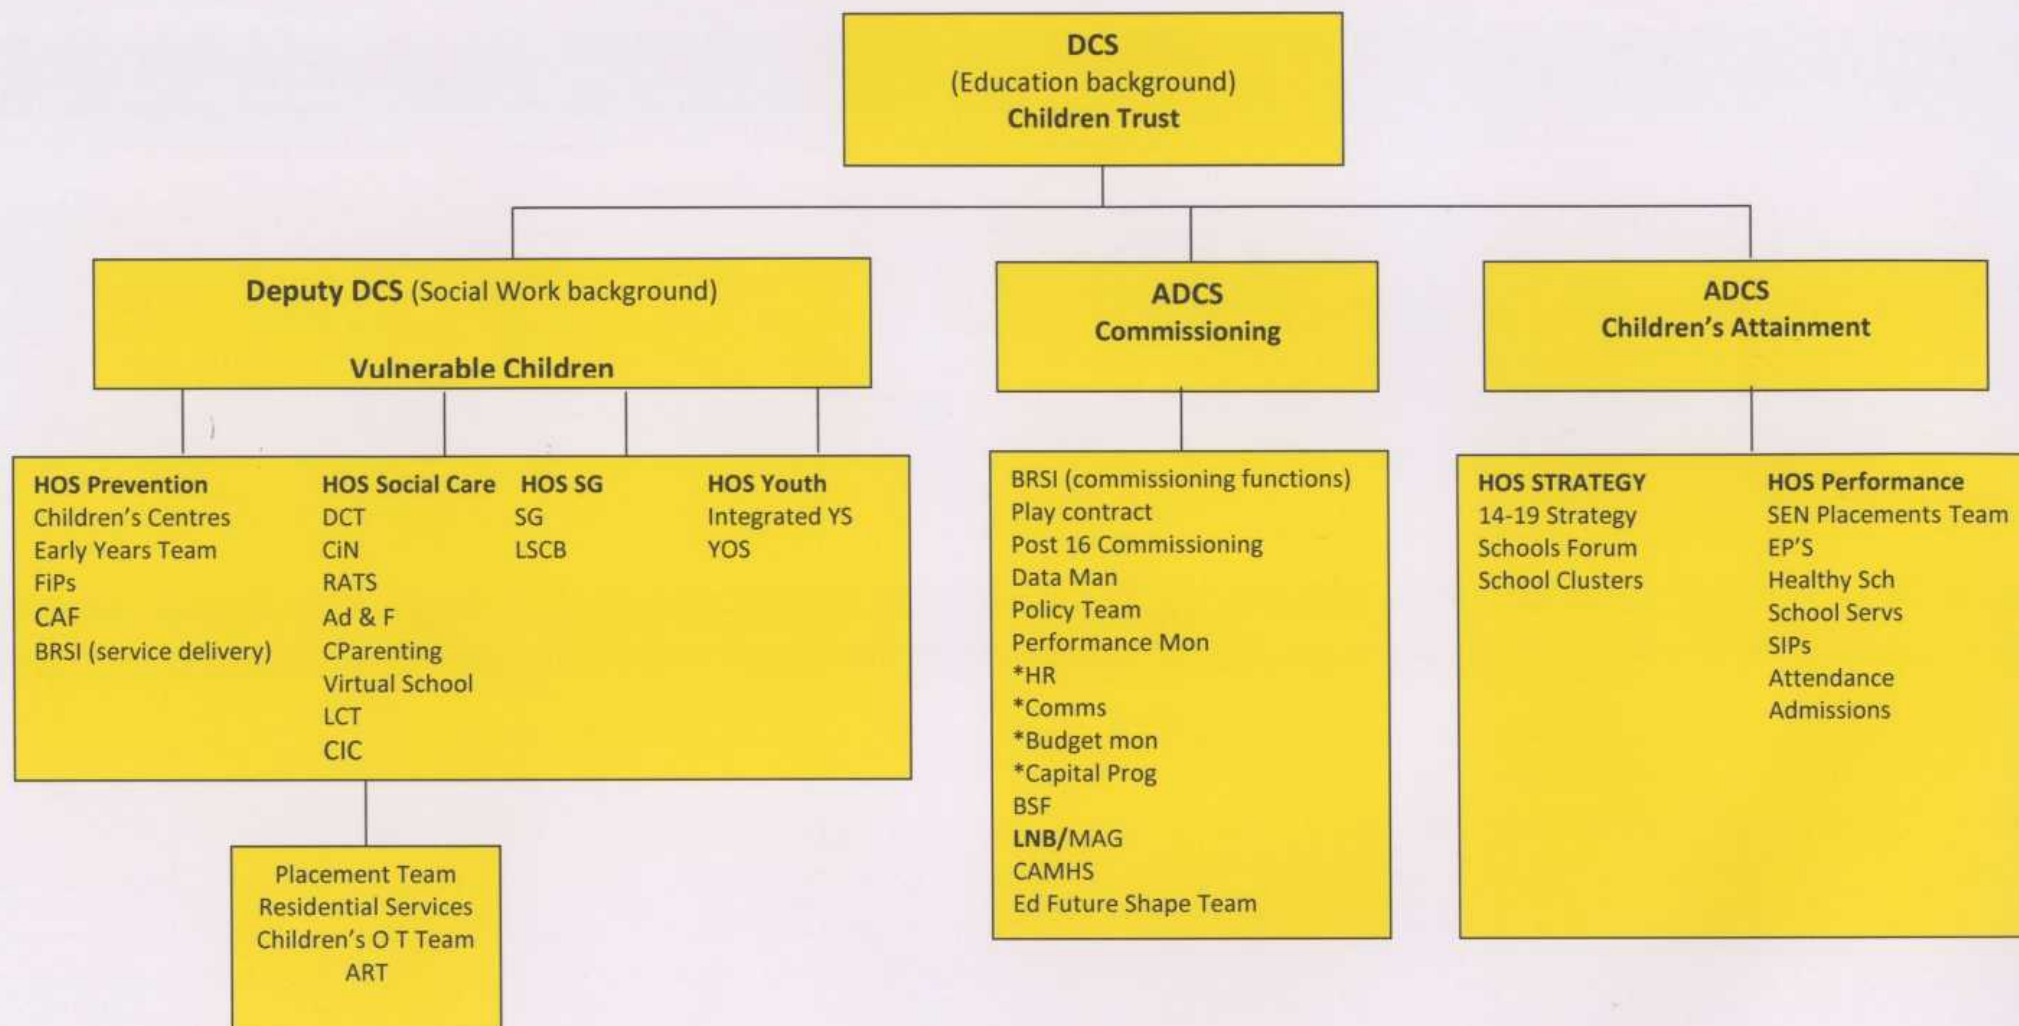 DCS
(Education background)
Children Trust
Deputy DCS (Social Work background)
Vulnerable Children
ADCS
Commissioning
ADCS
Children's Attainment
HOS Prevention
Children's Centres
Early Years Team
FiPs
CAF
BRSI (service delivery)
HOS Social Care
DCT
CiN
RATS
Ad & F
CParenting
Virtual School
LCT
CIC
HOS SG
SG
LSCB
HOS Youth
Integrated YS
YOS
BRSI (commissioning functions)
Play contract
Post 16 Commissioning
Data Man
Policy Team
Performance Mon
*HR
*Comms
*Budget mon
*Capital Prog
BSF
LNB/MAG
CAMHS
Ed Future Shape Team
HOS STRATEGY
14-19 Strategy
Schools Forum
School Clusters
HOS Performance
SEN Placements Team
EP'S
Healthy Sch
School Servs
SIPs
Attendance
Admissions
Placement Team
Residential Services
Children's O T Team
ART